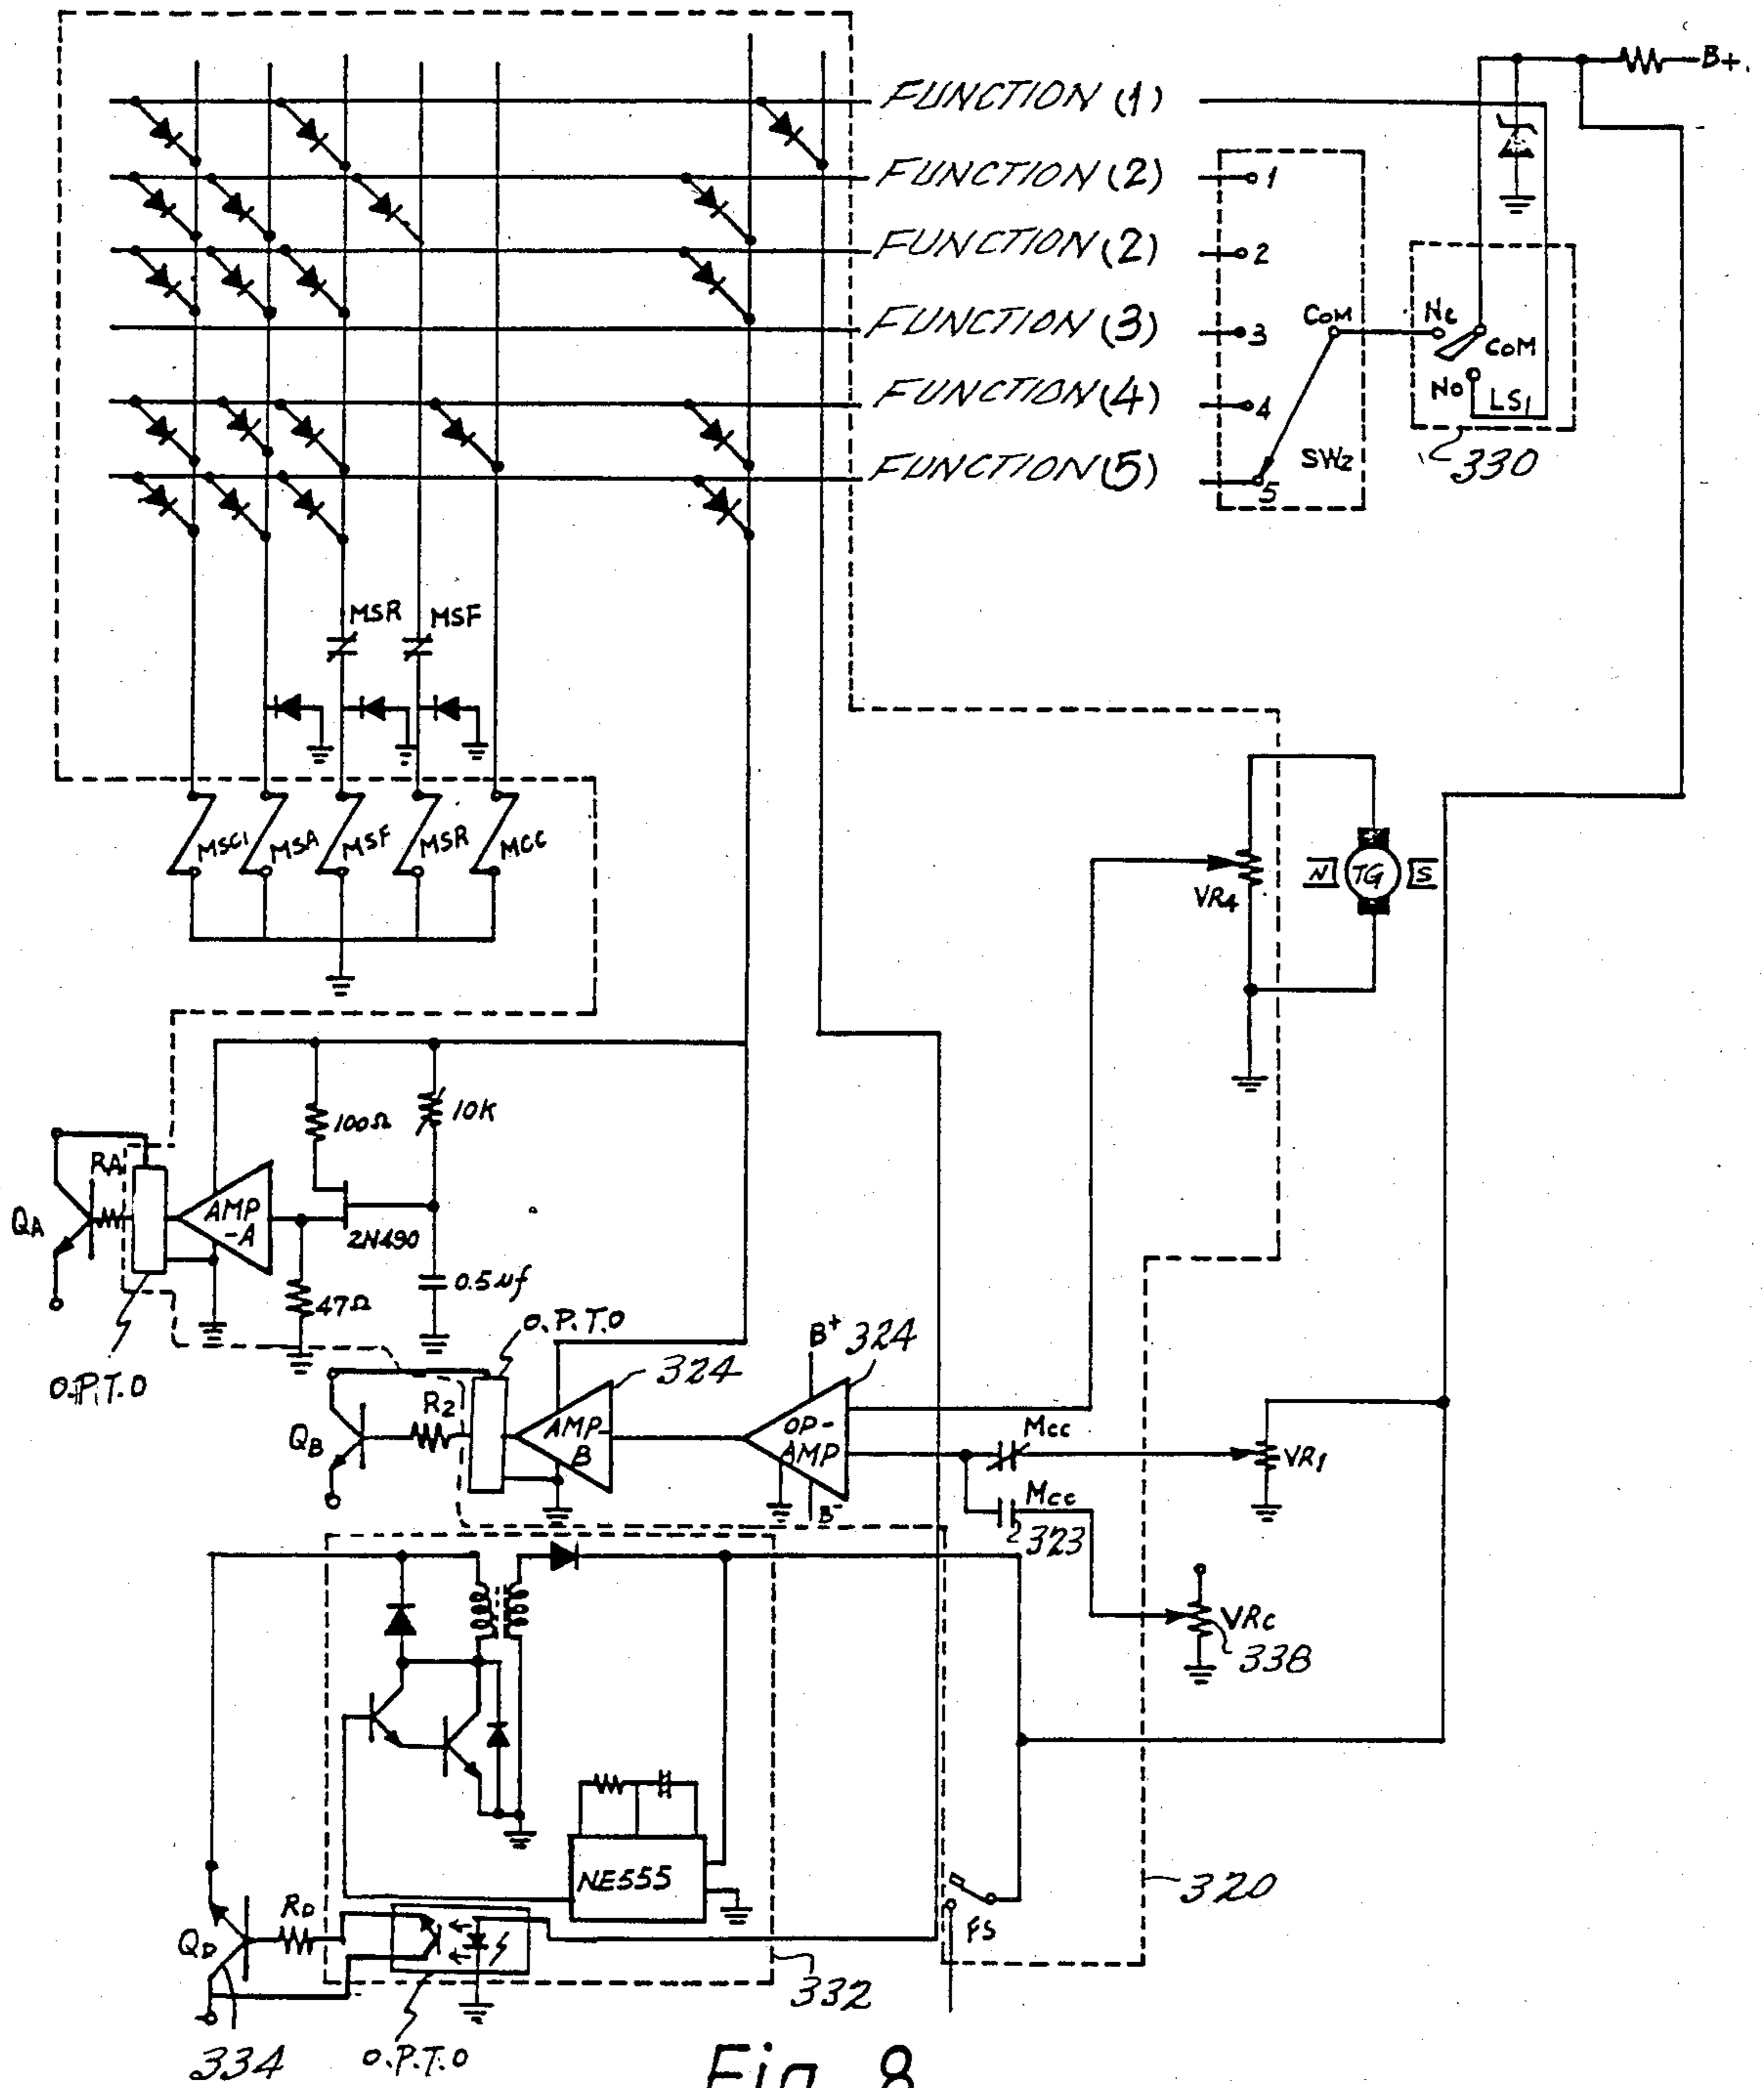 B+.
FUNCTION (1)
FUNCTION (2)
1
FUNCTION (2)
2
FUNCTION (3)
3
COM
NC
COM
NO
LS1
FUNCTION (4)
4
FUNCTION (5)
5
SW2
330
MSR
MSF
MSC1
MSA
MSF
MSR
MCC
VR4
N
TG
S
100Ω
10K
RA
QA
AMP
-A
2N490
47Ω
0.5 µf
O.P.T.O
O.P.T.O
324
B+
324
R2
QB
AMP-
B
OP-
AMP
B-
MCC
VR1
MCC
323
VRC
338
NE555
RD
QD
FS
320
332
334
O.P.T.O
Fig. 8